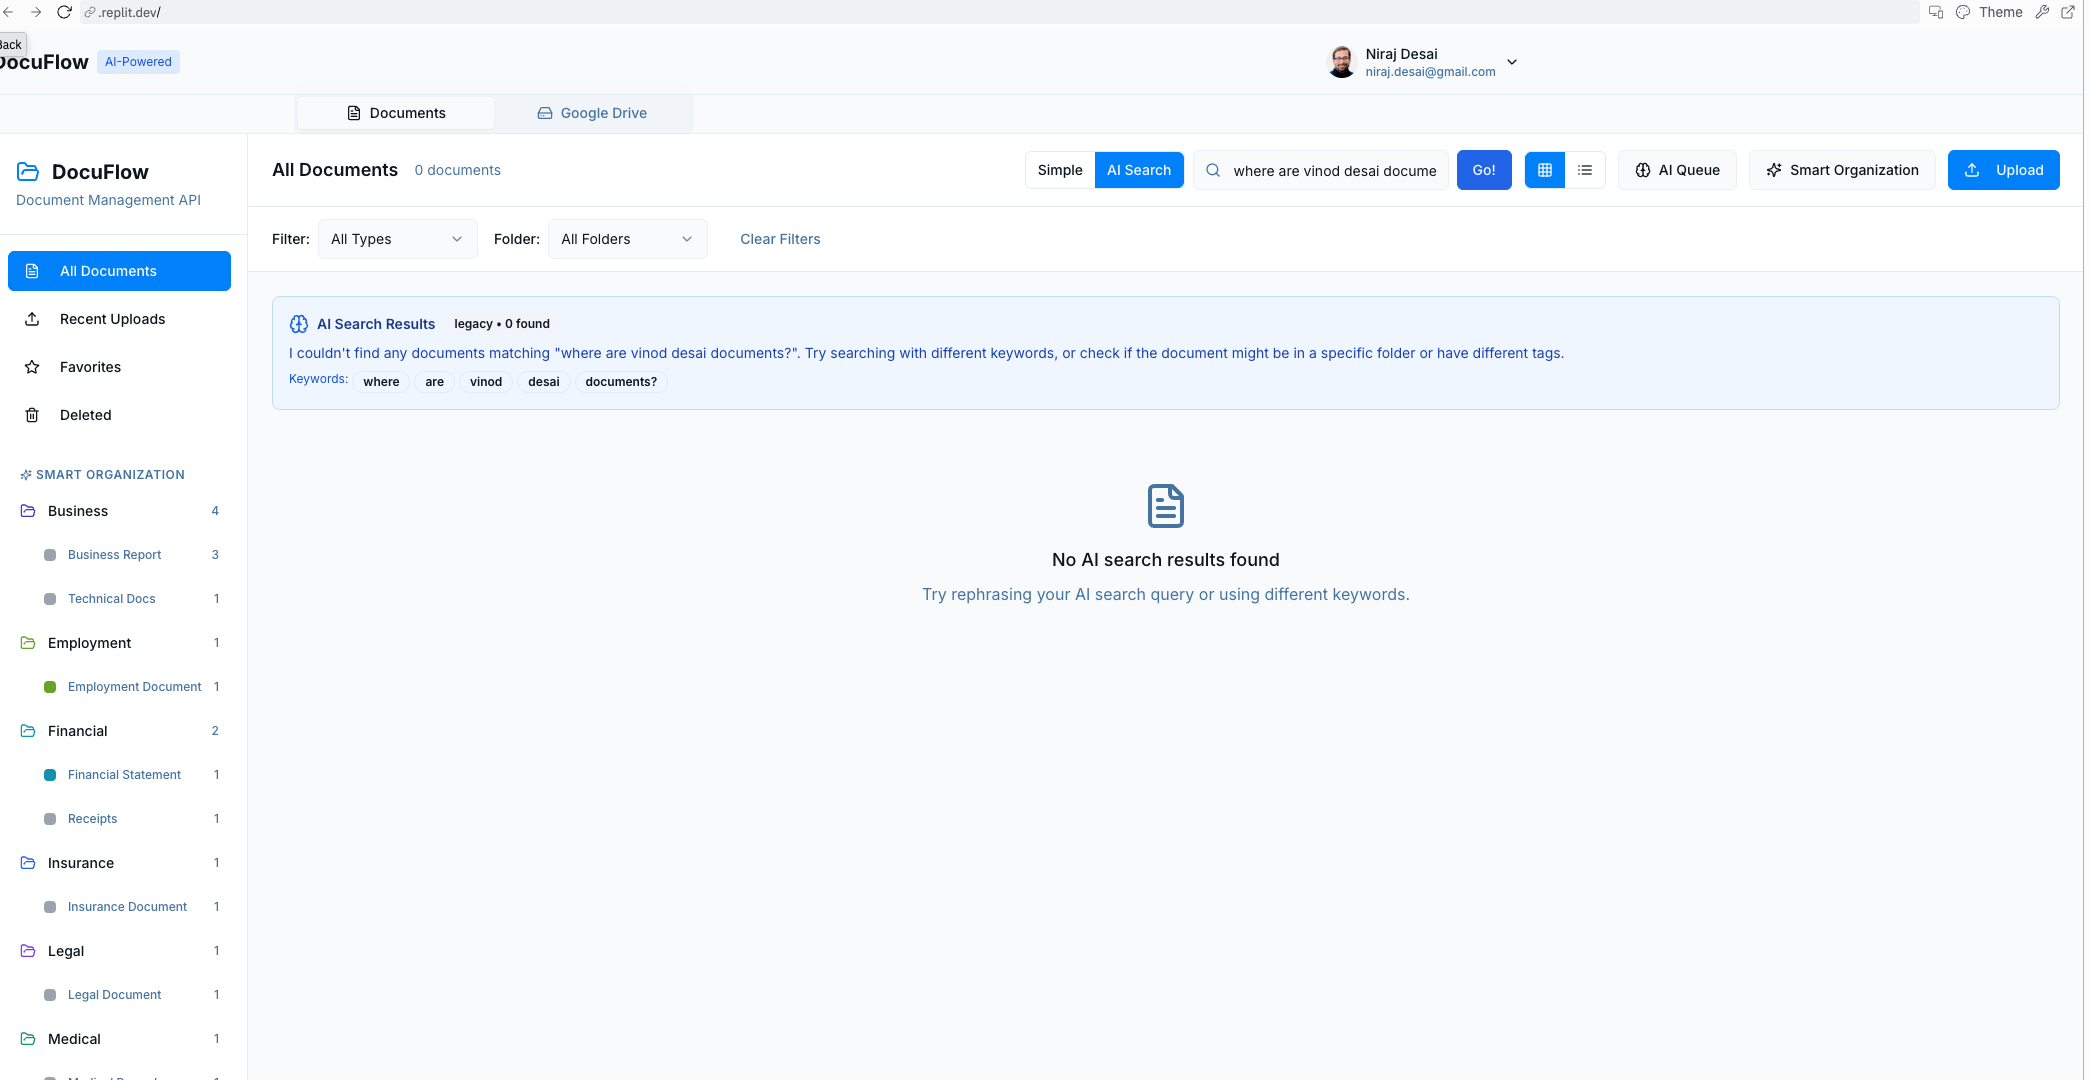 .replit.dev/
Theme
Back
DocuFlow
AI-Powered
Niraj Desai
niraj.desai@gmail.com
Documents
Google Drive
DocuFlow
Document Management API
All Documents
0 documents
Simple
AI Search
where are vinod desai docume
Go!
AI Queue
Smart Organization
Upload
Filter:
All Types
Folder:
All Folders
Clear Filters
All Documents
Recent Uploads
Favorites
Deleted
AI Search Results legacy • 0 found
I couldn't find any documents matching "where are vinod desai documents?". Try searching with different keywords, or check if the document might be in a specific folder or have different tags.
Keywords: where are vinod desai documents?
No AI search results found
Try rephrasing your AI search query or using different keywords.
SMART ORGANIZATION
Business 4
Business Report 3
Technical Docs 1
Employment 1
Employment Document 1
Financial 2
Financial Statement 1
Receipts 1
Insurance 1
Insurance Document 1
Legal 1
Legal Document 1
Medical 1